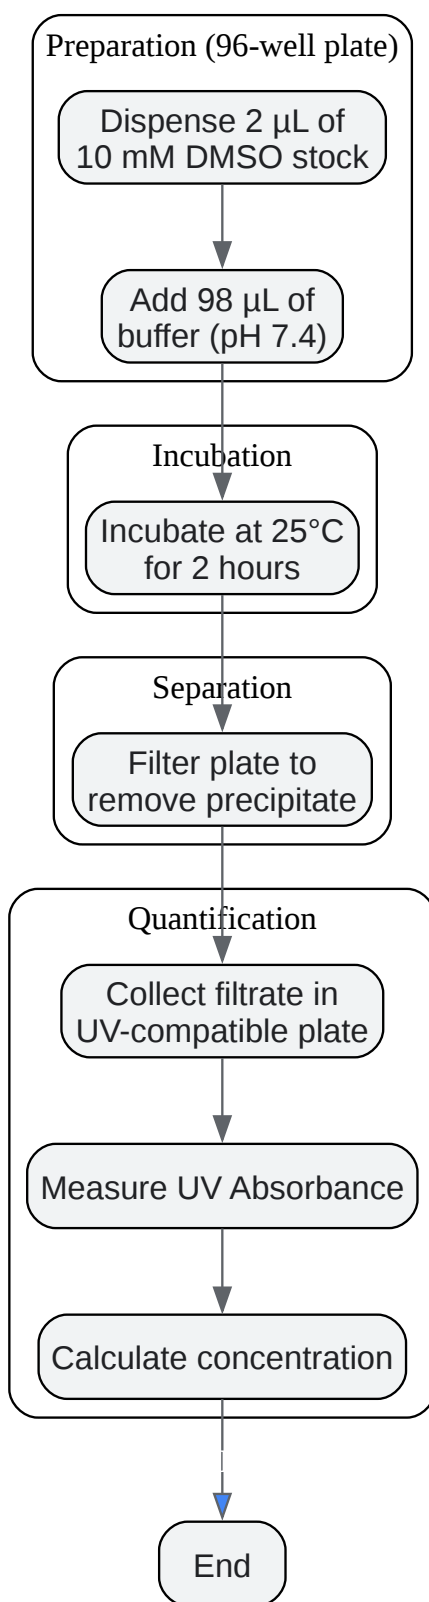 Preparation (96-well plate)
Dispense 2 µL of
10 mM DMSO stock
Add 98 µL of
buffer (pH 7.4)
Incubation
Incubate at 25°C
for 2 hours
Separation
Filter plate to
remove precipitate
Quantification
Collect filtrate in
UV-compatible plate
Measure UV Absorbance
Calculate concentration
End